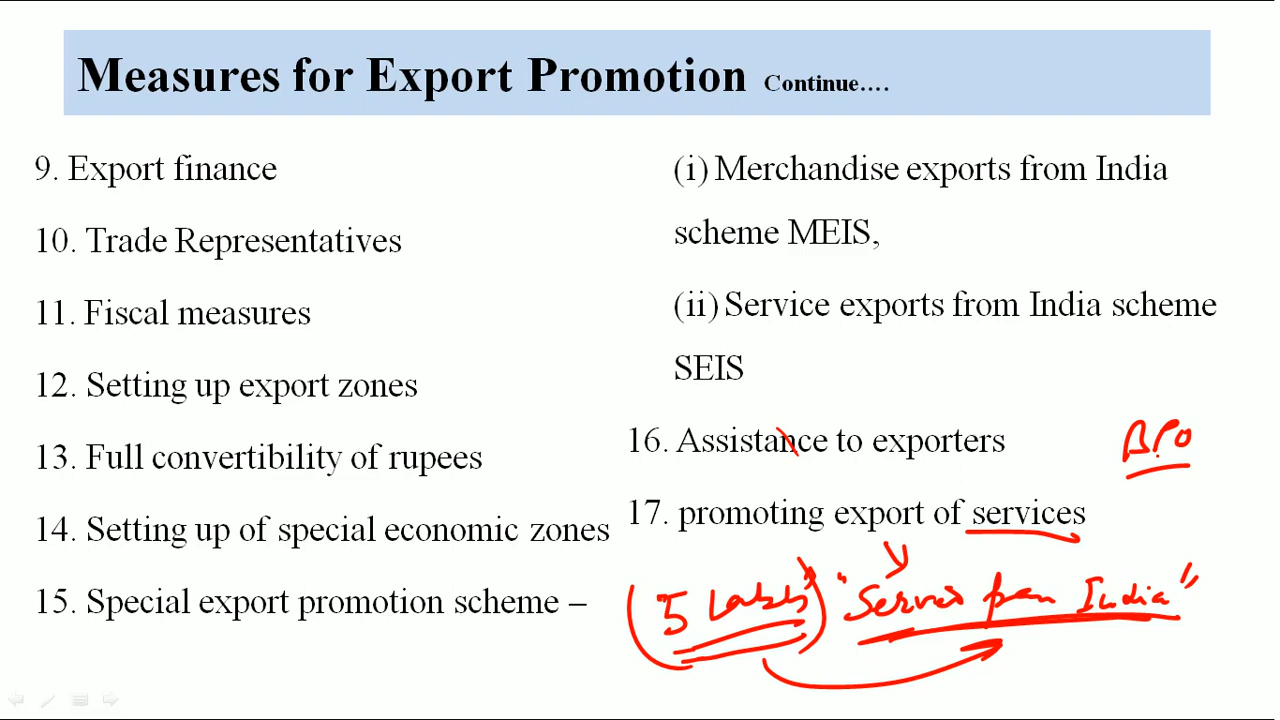 Measures for Export Promotion Continue....
9. Export finance
10. Trade Representatives
11. Fiscal measures
12. Setting up export zones
13. Full convertibility of rupees
14. Setting up of special economic zones
15. Special export promotion scheme –
(i) Merchandise exports from India
scheme MEIS,
(ii) Service exports from India scheme
SEIS
16. Assistance to exporters
BPO
17. promoting export of services
(5 Lakhs) "Served from India"